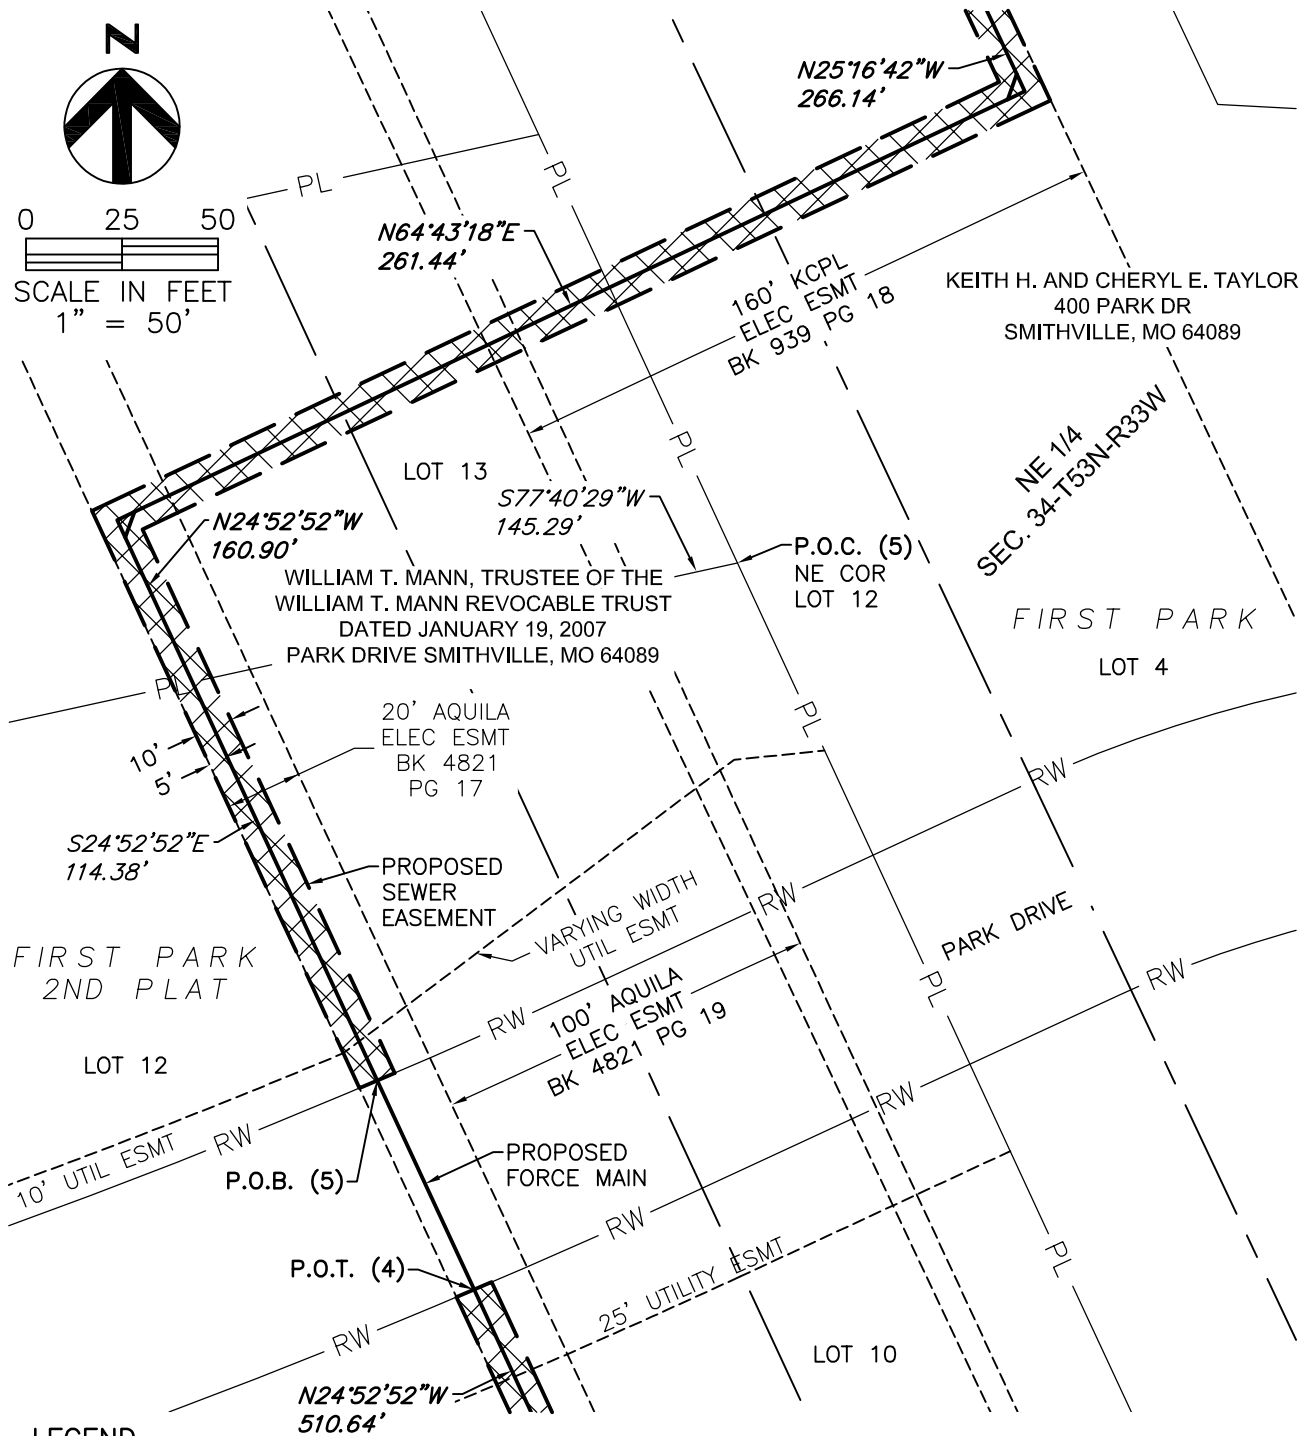 N
0 25 50
SCALE IN FEET
1" = 50'
N25°16'42"W
266.14'
PL
PL
N64°43'18"E
261.44'
160' KCPL
ELEC ESMT
BK 939 PG 18
KEITH H. AND CHERYL E. TAYLOR
400 PARK DR
SMITHVILLE, MO 64089
NE 1/4
SEC. 34-T53N-R33W
PL
LOT 13
S77°40'29"W
145.29'
N24°52'52"W
160.90'
P.O.C. (5)
NE COR
LOT 12
WILLIAM T. MANN, TRUSTEE OF THE
WILLIAM T. MANN REVOCABLE TRUST
DATED JANUARY 19, 2007
PARK DRIVE SMITHVILLE, MO 64089
FIRST PARK
LOT 4
PL
PL
20' AQUILA
ELEC ESMT
BK 4821
PG 17
10'
5'
RW
S24°52'52"E
114.38'
PROPOSED
SEWER
EASEMENT
VARYING WIDTH
UTIL ESMT
RW
PARK DRIVE
FIRST PARK
2ND PLAT
PL
RW
RW
100' AQUILA
ELEC ESMT
BK 4821 PG 19
LOT 12
RW
RW
10' UTIL ESMT
P.O.B. (5)
PROPOSED
FORCE MAIN
RW
PL
P.O.T. (4)
25' UTILITY ESMT
RW
LOT 10
N24°52'52"W
510.64'
LEGEND